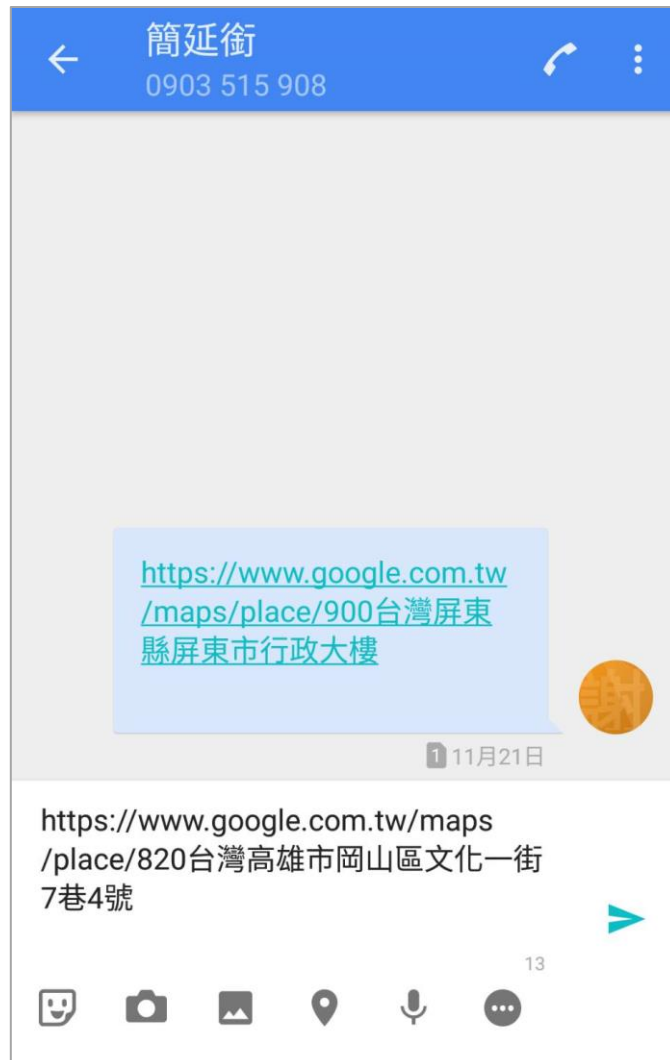 簡延銜
0903 515 908
https://www.google.com.tw
/maps/place/900台灣屏東
縣屏東市行政大樓
謝
1 11月21日
https://www.google.com.tw/maps
/place/820台灣高雄市岡山區文化一街
7巷4號
13